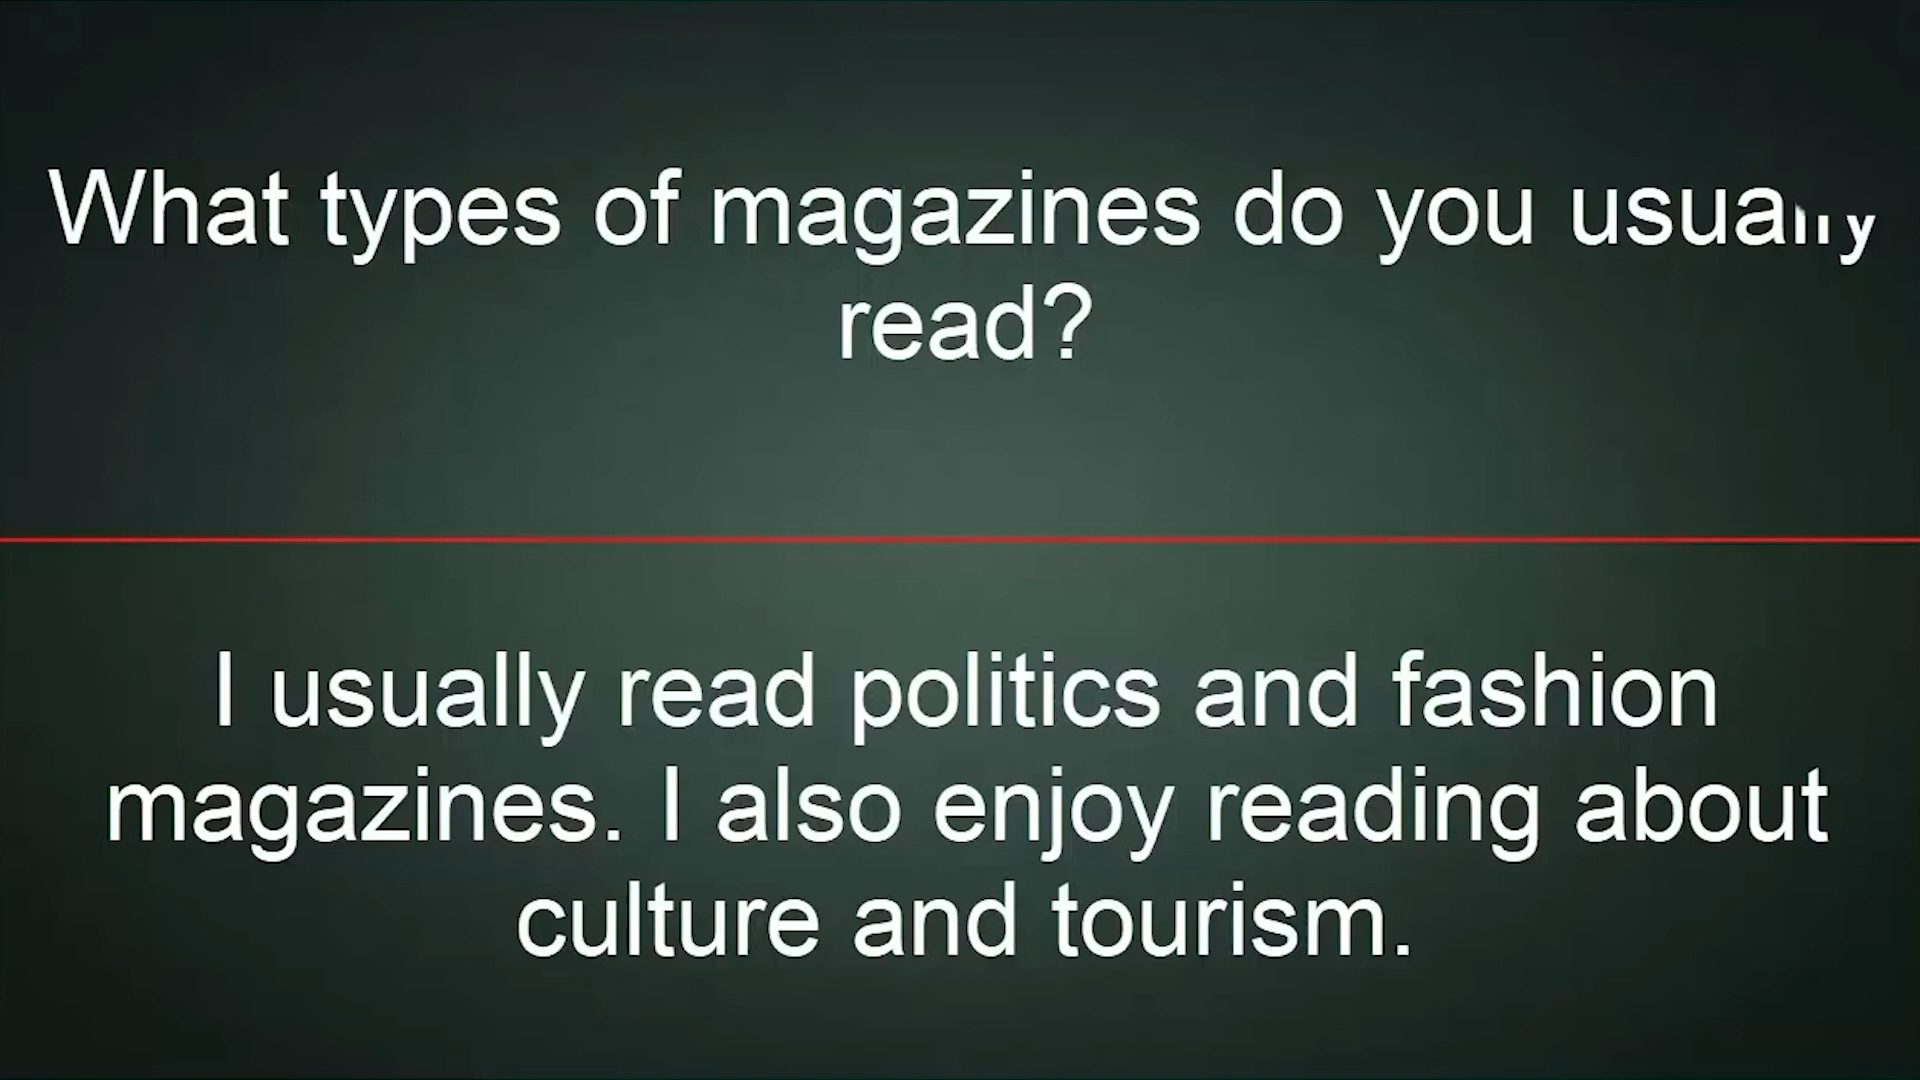 What types of magazines do you usually
read?
I usually read politics and fashion
magazines. I also enjoy reading about
culture and tourism.